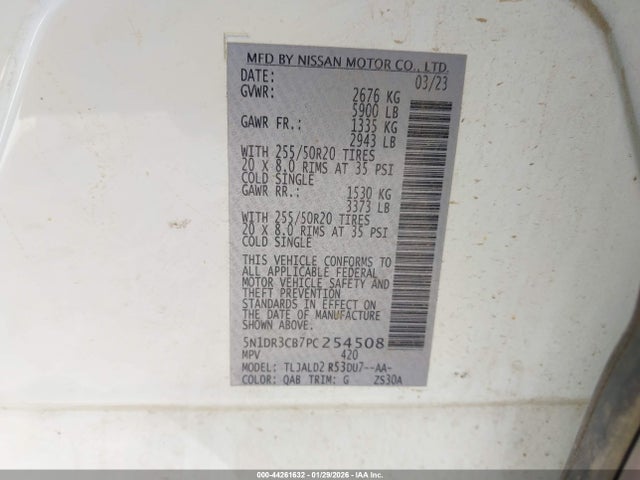 MFD BY NISSAN MOTOR CO., LTD.
DATE: 03/23
GVWR: 2676 KG
5900 LB
GAWR FR.: 1335 KG
2943 LB
WITH 255/50R20 TIRES
20 X 8.0 RIMS AT 35 PSI
COLD SINGLE
GAWR RR.: 1530 KG
3373 LB
WITH 255/50R20 TIRES
20 X 8.0 RIMS AT 35 PSI
COLD SINGLE
THIS VEHICLE CONFORMS TO
ALL APPLICABLE FEDERAL
MOTOR VEHICLE SAFETY AND
THEFT PREVENTION
STANDARDS IN EFFECT ON
THE DATE OF MANUFACTURE
SHOWN ABOVE.
5N1DR3CB7PC254508
MPV 420
MODEL: TLJALD2 R53DU7--AA-
COLOR: QAB TRIM: G ZS30A
000-44261632 - 01/29/2026 - IAA Inc.